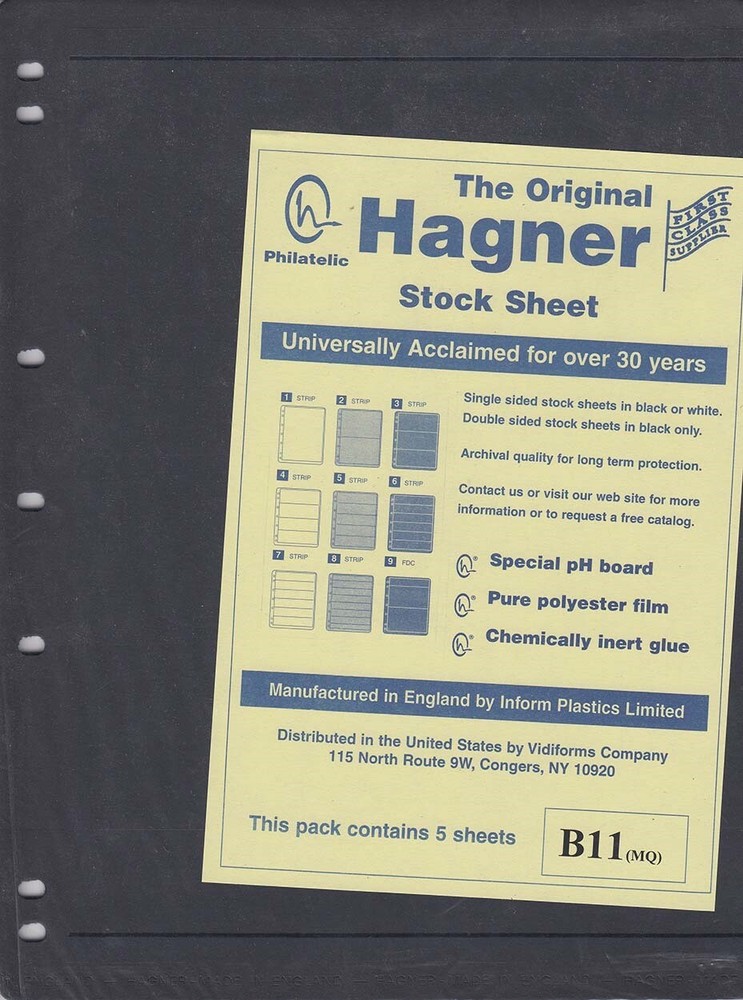 The Original
Hagner
Philatelic
FIRST
CLASS
SUPPLIER
Stock Sheet
Universally Acclaimed for over 30 years
1 STRIP 2 STRIP 3 STRIP
4 STRIP 5 STRIP 6 STRIP
7 STRIP 8 STRIP 9 FDC
Single sided stock sheets in black or white.
Double sided stock sheets in black only.
Archival quality for long term protection.
Contact us or visit our web site for more
information or to request a free catalog.
h® Special pH board
h® Pure polyester film
h® Chemically inert glue
Manufactured in England by Inform Plastics Limited
Distributed in the United States by Vidiforms Company
115 North Route 9W, Congers, NY 10920
This pack contains 5 sheets
B11(MQ)